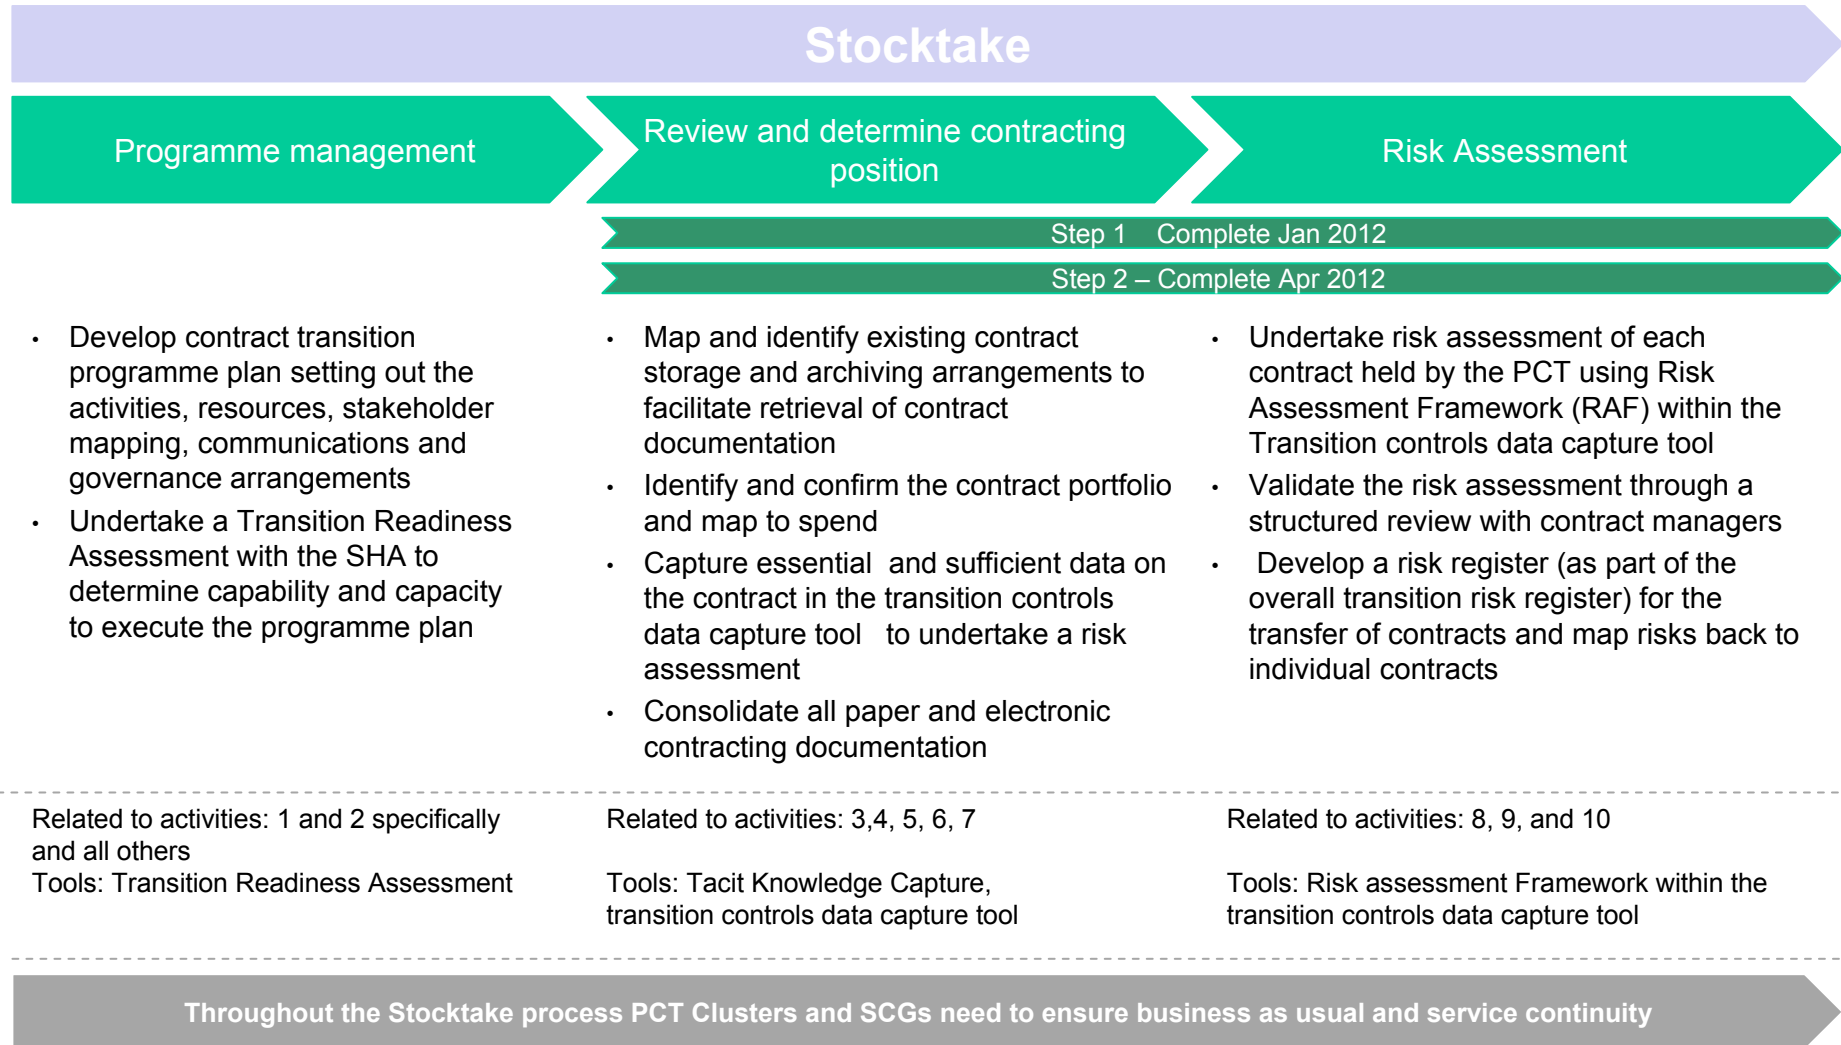 Stocktake
Programme management
Review and determine contracting
position
Risk Assessment
Step 1 Complete Jan 2012
Step 2 – Complete Apr 2012
• Develop contract transition
programme plan setting out the
activities, resources, stakeholder
mapping, communications and
governance arrangements
• Undertake a Transition Readiness
Assessment with the SHA to
determine capability and capacity
to execute the programme plan
• Map and identify existing contract
storage and archiving arrangements to
facilitate retrieval of contract
documentation
• Identify and confirm the contract portfolio
and map to spend
• Capture essential and sufficient data on
the contract in the transition controls
data capture tool to undertake a risk
assessment
• Consolidate all paper and electronic
contracting documentation
• Undertake risk assessment of each
contract held by the PCT using Risk
Assessment Framework (RAF) within the
Transition controls data capture tool
• Validate the risk assessment through a
structured review with contract managers
• Develop a risk register (as part of the
overall transition risk register) for the
transfer of contracts and map risks back to
individual contracts
Related to activities: 1 and 2 specifically
and all others
Tools: Transition Readiness Assessment
Related to activities: 3,4, 5, 6, 7
Tools: Tacit Knowledge Capture,
transition controls data capture tool
Related to activities: 8, 9, and 10
Tools: Risk assessment Framework within the
transition controls data capture tool
Throughout the Stocktake process PCT Clusters and SCGs need to ensure business as usual and service continuity